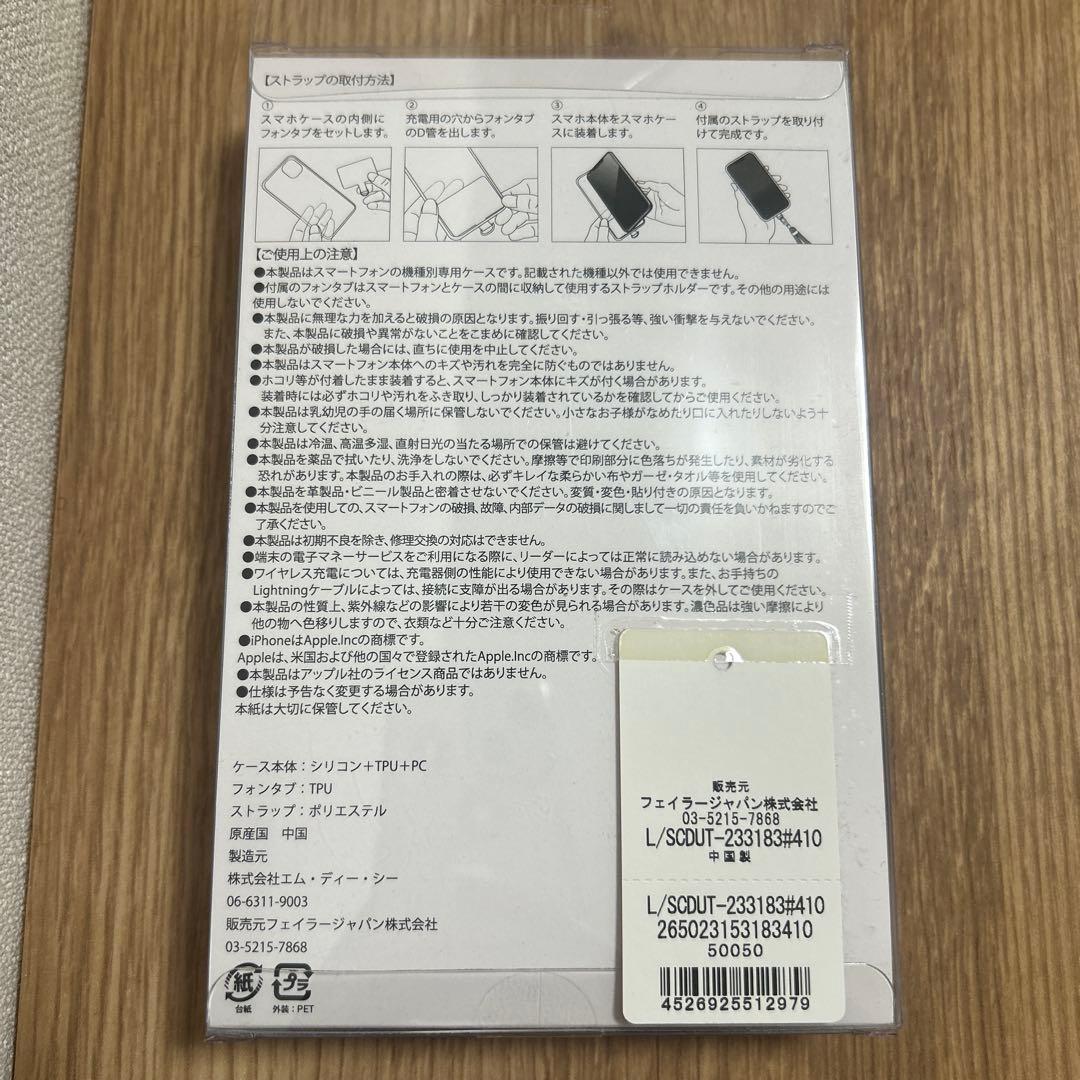 【ストラップの取付方法】
①
スマホケースの内側に
フォンタブをセットします。
②
充電用の穴からフォンタブ
のD管を出します。
③
スマホ本体をスマホケー
スに装着します。
④
付属のストラップを取り付
けて完成です。
【ご使用上の注意】
●本製品はスマートフォンの機種別専用ケースです。記載された機種以外では使用できません。
●付属のフォンタブはスマートフォンとケースの間に収納して使用するストラップホルダーです。その他の用途には
使用しないでください。
●本製品に無理な力を加えると破損の原因となります。振り回す・引っ張る等、強い衝撃を与えないでください。
また、本製品に破損や異常がないことをこまめに確認してください。
●本製品が破損した場合には、直ちに使用を中止してください。
●本製品はスマートフォン本体へのキズや汚れを完全に防ぐものではありません。
●ホコリ等が付着したまま装着すると、スマートフォン本体にキズが付く場合があります。
装着時には必ずホコリや汚れをふき取り、しっかり装着されているかを確認してからご使用ください。
●本製品は乳幼児の手の届く場所に保管しないでください。小さなお子様がなめたり口に入れたりしないよう十
分注意してください。
●本製品は冷温、高温多湿、直射日光の当たる場所での保管は避けてください。
●本製品を薬品で拭いたり、洗浄をしないでください。摩擦等で印刷部分に色落ちが発生したり、素材が劣化する
恐れがあります。本製品のお手入れの際は、必ずキレイな柔らかい布やガーゼ・タオル等を使用してください。
●本製品を革製品・ビニール製品と密着させないでください。変質・変色・貼り付きの原因となります。
●本製品を使用しての、スマートフォンの破損、故障、内部データの破損に関しまして一切の責任を負いかねますのでご
了承ください。
●本製品は初期不良を除き、修理交換の対応はできません。
●端末の電子マネーサービスをご利用になる際に、リーダーによっては正常に読み込めない場合があります。
●ワイヤレス充電については、充電器側の性能により使用できない場合があります。また、お手持ちの
Lightningケーブルによっては、接続に支障が出る場合があります。その際はケースを外してご使用ください。
●本製品の性質上、紫外線などの影響により若干の変色が見られる場合があります。濃色品は強い摩擦により
他の物へ色移りしますので、衣類など十分ご注意ください。
●iPhoneはApple.Incの商標です。
Appleは、米国および他の国々で登録されたApple.Incの商標です。
●本製品はアップル社のライセンス商品ではありません。
●仕様は予告なく変更する場合があります。
本紙は大切に保管してください。
ケース本体：シリコン＋TPU＋PC
フォンタブ：TPU
ストラップ：ポリエステル
原産国　中国
製造元
株式会社エム・ディー・シー
06-6311-9003
販売元フェイラージャパン株式会社
03-5215-7868
紙
台紙
プラ
外装：PET
販売元
フェイラージャパン株式会社
03-5215-7868
L/SCDUT-233183#410
中国製
L/SCDUT-233183#410
265023153183410
50050
4526925512979